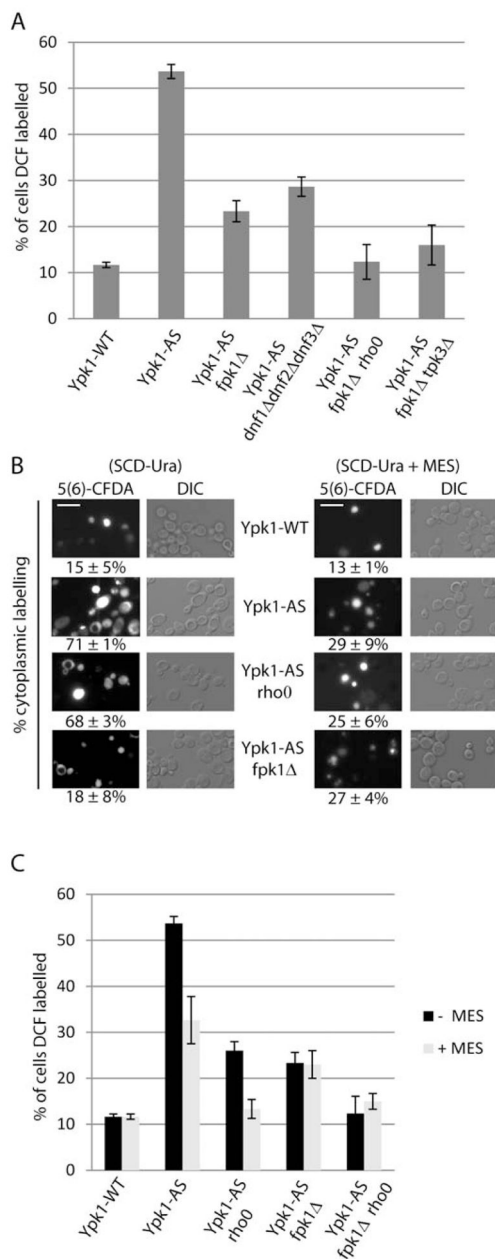 A
60
50
40
30
20
10
0
% of cells DCF labelled
Ypk1-WT
Ypk1-AS
Ypk1-AS
fpk1Δ
Ypk1-AS
dnf1Δdnf2Δdnf3Δ
Ypk1-AS
fpk1Δ rho0
Ypk1-AS
fpk1Δ tpk3Δ
B
(SCD-Ura)
(SCD-Ura + MES)
5(6)-CFDA DIC
5(6)-CFDA DIC
% cytoplasmic labelling
Ypk1-WT
15 ± 5%
13 ± 1%
Ypk1-AS
71 ± 1%
29 ± 9%
Ypk1-AS
rho0
68 ± 3%
25 ± 6%
Ypk1-AS
fpk1Δ
18 ± 8%
27 ± 4%
C
60
50
40
30
20
10
0
% of cells DCF labelled
- MES
+ MES
Ypk1-WT
Ypk1-AS
Ypk1-AS
rho0
Ypk1-AS
fpk1Δ
Ypk1-AS
fpk1Δ rho0